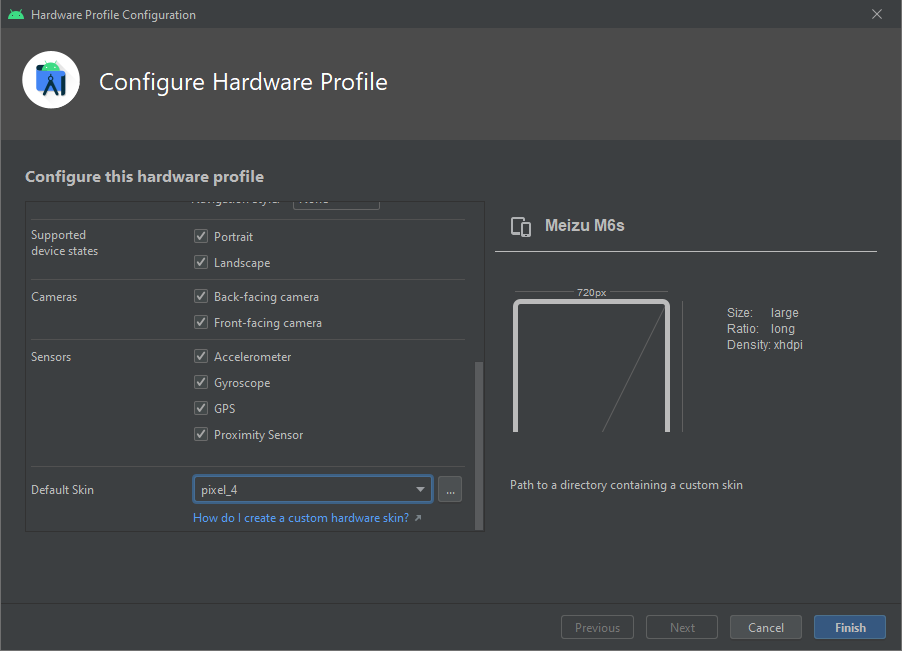 Hardware Profile Configuration
Configure Hardware Profile
Configure this hardware profile
Supported
device states
Portrait
Landscape
Cameras
Back-facing camera
Front-facing camera
Sensors
Accelerometer
Gyroscope
GPS
Proximity Sensor
Default Skin
pixel_4
...
How do I create a custom hardware skin? ↗
Meizu M6s
720px
Size: large
Ratio: long
Density: xhdpi
Path to a directory containing a custom skin
Previous
Next
Cancel
Finish